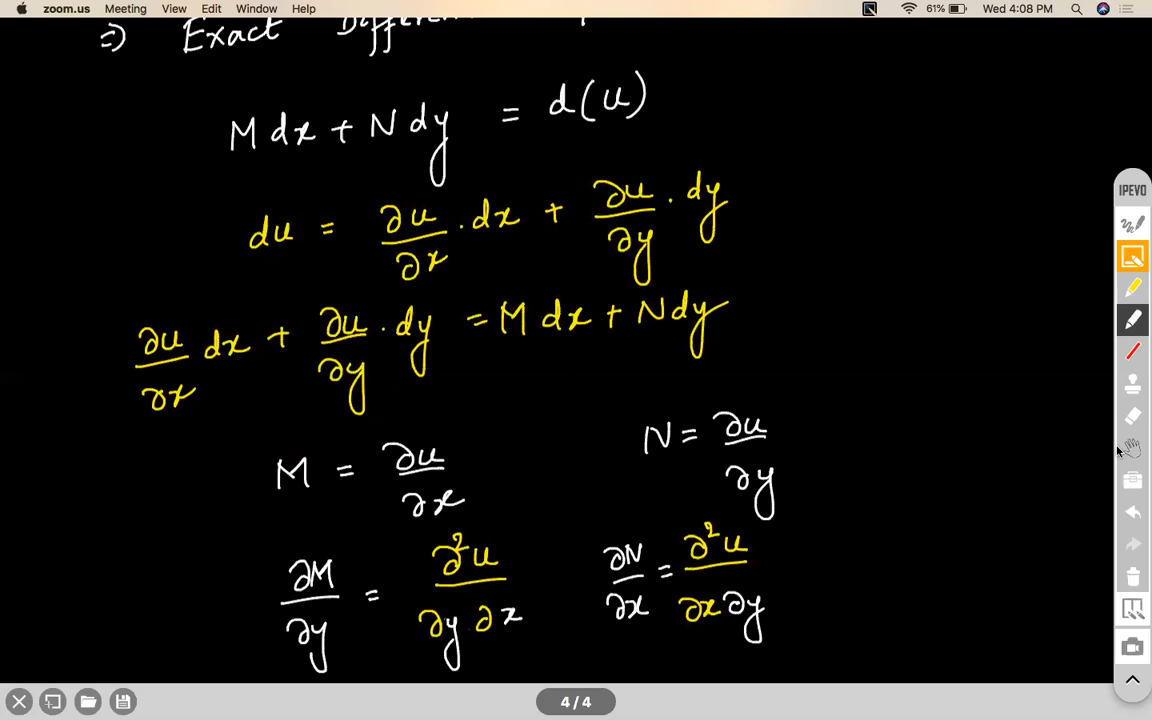 zoom.us Meeting View Edit Window Help 61% Wed 4:08 PM
⇒ Exact
M dx + N dy = d(u)
du = ∂u/∂x · dx + ∂u/∂y · dy
∂u/∂x dx + ∂u/∂y · dy = M dx + N dy
M = ∂u/∂x N = ∂u/∂y
∂M/∂y = ∂²u/∂y ∂x ∂N/∂x = ∂²u/∂x ∂y
IPEVO
4/4